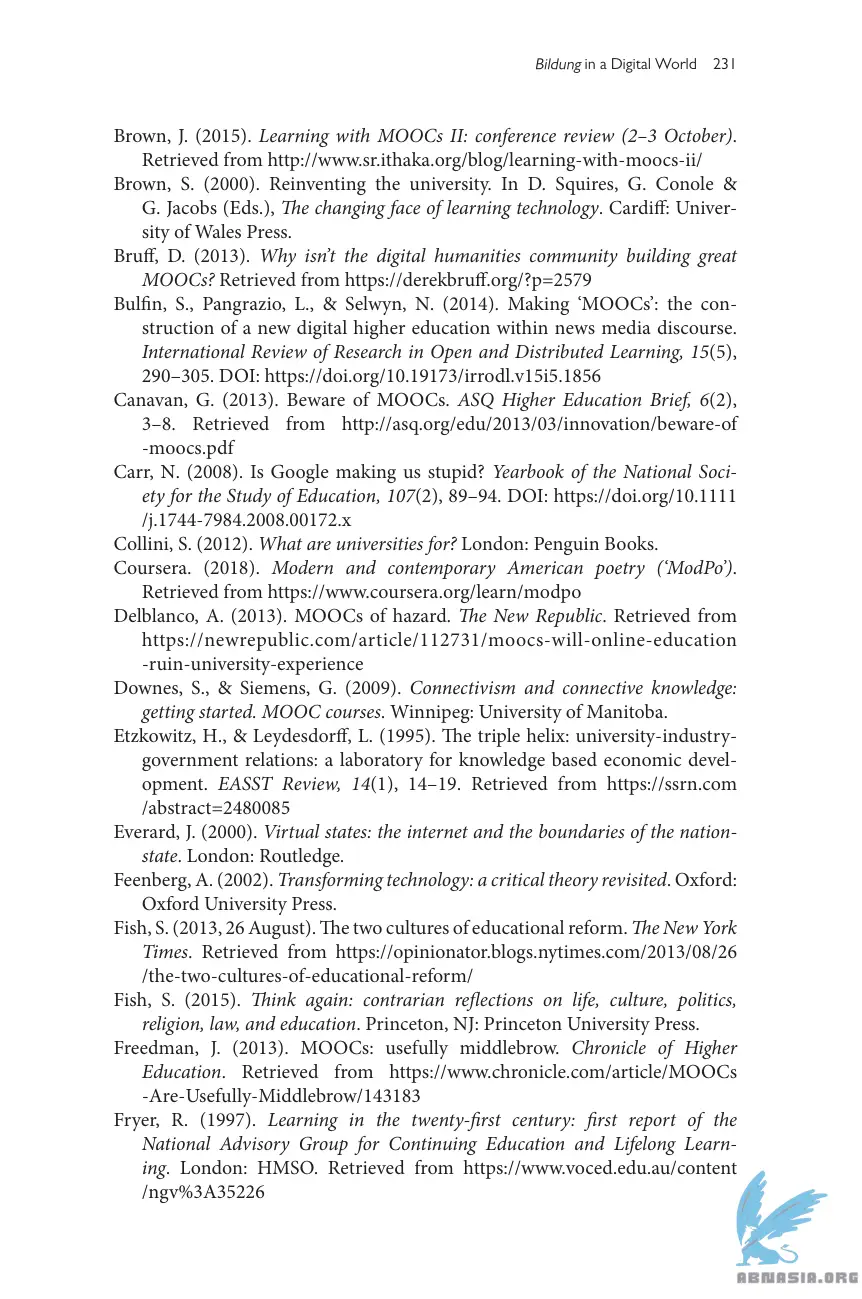 Bildung in a Digital World 231
Brown, J. (2015). Learning with MOOCs II: conference review (2–3 October).
Retrieved from http://www.sr.ithaka.org/blog/learning-with-moocs-ii/
Brown, S. (2000). Reinventing the university. In D. Squires, G. Conole &
G. Jacobs (Eds.), The changing face of learning technology. Cardiff: Univer-
sity of Wales Press.
Bruff, D. (2013). Why isn’t the digital humanities community building great
MOOCs? Retrieved from https://derekbruff.org/?p=2579
Bulfin, S., Pangrazio, L., & Selwyn, N. (2014). Making ‘MOOCs’: the con-
struction of a new digital higher education within news media discourse.
International Review of Research in Open and Distributed Learning, 15(5),
290–305. DOI: https://doi.org/10.19173/irrodl.v15i5.1856
Canavan, G. (2013). Beware of MOOCs. ASQ Higher Education Brief, 6(2),
3–8. Retrieved from http://asq.org/edu/2013/03/innovation/beware-of
-moocs.pdf
Carr, N. (2008). Is Google making us stupid? Yearbook of the National Soci-
ety for the Study of Education, 107(2), 89–94. DOI: https://doi.org/10.1111
/j.1744-7984.2008.00172.x
Collini, S. (2012). What are universities for? London: Penguin Books.
Coursera. (2018). Modern and contemporary American poetry (‘ModPo’).
Retrieved from https://www.coursera.org/learn/modpo
Delblanco, A. (2013). MOOCs of hazard. The New Republic. Retrieved from
https://newrepublic.com/article/112731/moocs-will-online-education
-ruin-university-experience
Downes, S., & Siemens, G. (2009). Connectivism and connective knowledge:
getting started. MOOC courses. Winnipeg: University of Manitoba.
Etzkowitz, H., & Leydesdorff, L. (1995). The triple helix: university-industry-
government relations: a laboratory for knowledge based economic devel-
opment. EASST Review, 14(1), 14–19. Retrieved from https://ssrn.com
/abstract=2480085
Everard, J. (2000). Virtual states: the internet and the boundaries of the nation-
state. London: Routledge.
Feenberg, A. (2002). Transforming technology: a critical theory revisited. Oxford:
Oxford University Press.
Fish, S. (2013, 26 August). The two cultures of educational reform. The New York
Times. Retrieved from https://opinionator.blogs.nytimes.com/2013/08/26
/the-two-cultures-of-educational-reform/
Fish, S. (2015). Think again: contrarian reflections on life, culture, politics,
religion, law, and education. Princeton, NJ: Princeton University Press.
Freedman, J. (2013). MOOCs: usefully middlebrow. Chronicle of Higher
Education. Retrieved from https://www.chronicle.com/article/MOOCs
-Are-Usefully-Middlebrow/143183
Fryer, R. (1997). Learning in the twenty-first century: first report of the
National Advisory Group for Continuing Education and Lifelong Learn-
ing. London: HMSO. Retrieved from https://www.voced.edu.au/content
/ngv%3A35226
ABNASIA.ORG